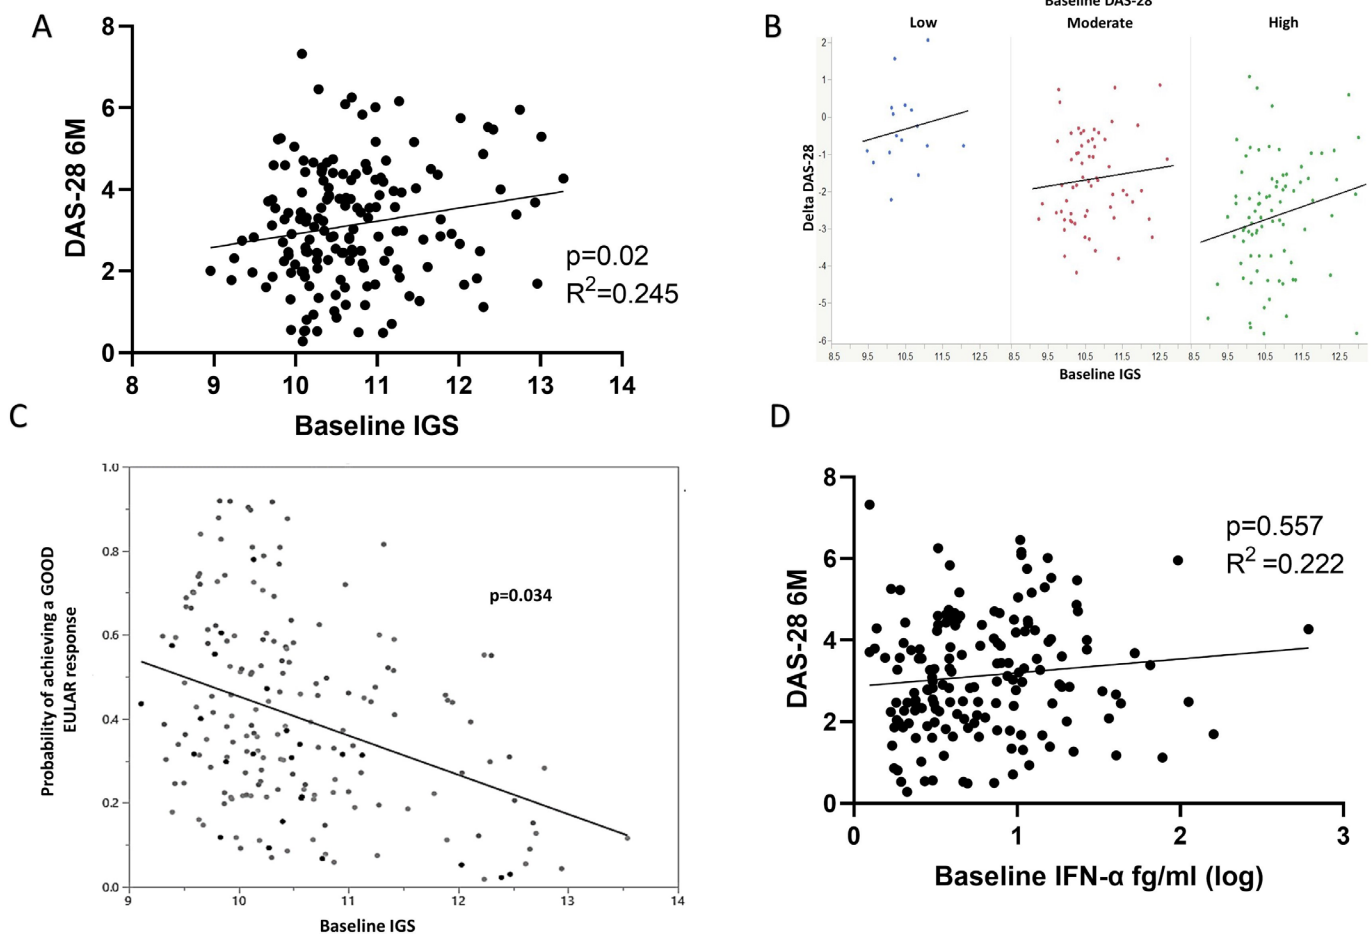 A
8
6
4
2
0
DAS-28 6M
p=0.02
R²=0.245
8 9 10 11 12 13 14
Baseline IGS
B
Baseline DAS-28
Low Moderate High
2
1
0
-1
-2
-3
-4
-5
-6
Delta DAS-28
8.5 9.5 10.5 11.5 12.5 8.5 9.5 10.5 11.5 12.5 8.5 9.5 10.5 11.5 12.5
Baseline IGS
C
1.0
0.8
0.6
0.4
0.2
0.0
Probability of achieving a GOOD
EULAR response
p=0.034
9 10 11 12 13 14
Baseline IGS
D
8
6
4
2
0
DAS-28 6M
p=0.557
R² =0.222
0 1 2 3
Baseline IFN-α fg/ml (log)